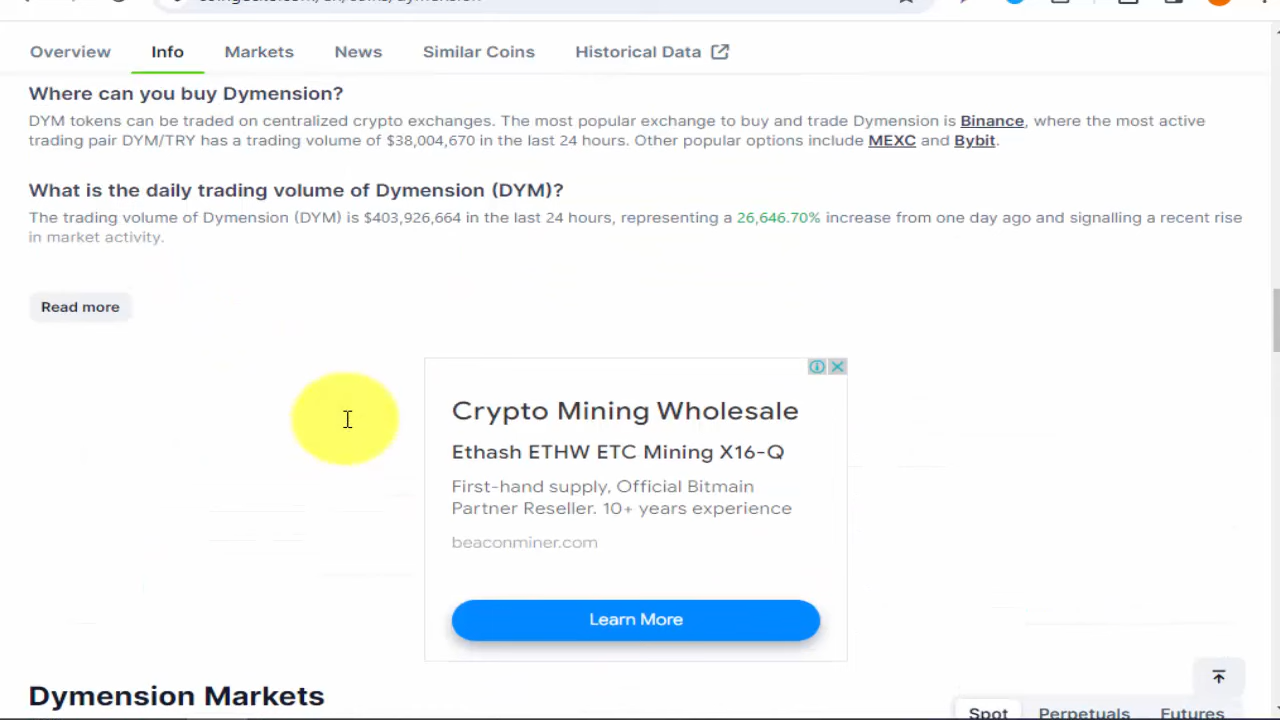 Overview Info Markets News Similar Coins Historical Data
Where can you buy Dymension?
DYM tokens can be traded on centralized crypto exchanges. The most popular exchange to buy and trade Dymension is Binance, where the most active
trading pair DYM/TRY has a trading volume of $38,004,670 in the last 24 hours. Other popular options include MEXC and Bybit.
What is the daily trading volume of Dymension (DYM)?
The trading volume of Dymension (DYM) is $403,926,664 in the last 24 hours, representing a 26,646.70% increase from one day ago and signalling a recent rise
in market activity.
Read more
Crypto Mining Wholesale
Ethash ETHW ETC Mining X16-Q
First-hand supply, Official Bitmain
Partner Reseller. 10+ years experience
beaconminer.com
Learn More
Dymension Markets
Spot Perpetuals Futures